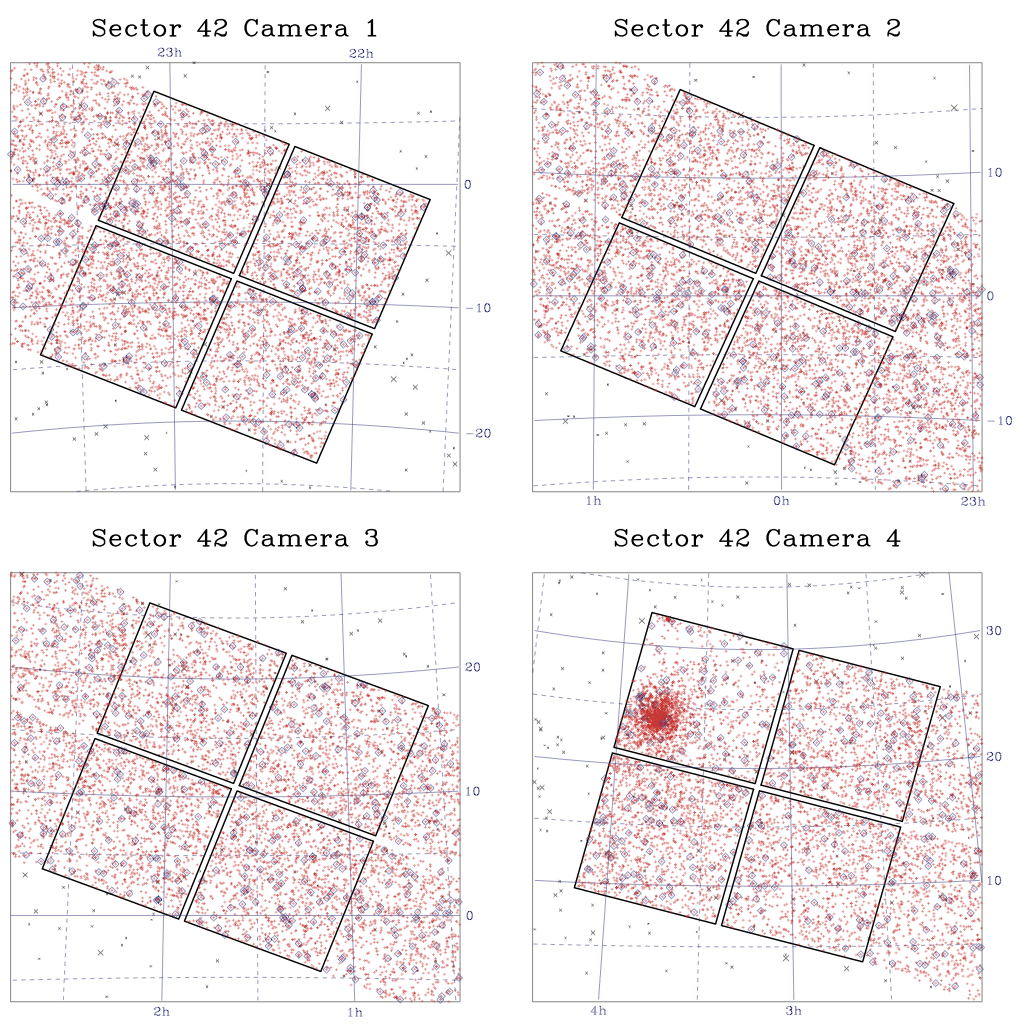 Sector 42 Camera 1
Sector 42 Camera 2
23h 22h
0
-10
-20
10
0
-10
1h 0h 23h
Sector 42 Camera 3
Sector 42 Camera 4
20
10
0
30
20
10
2h 1h
4h 3h